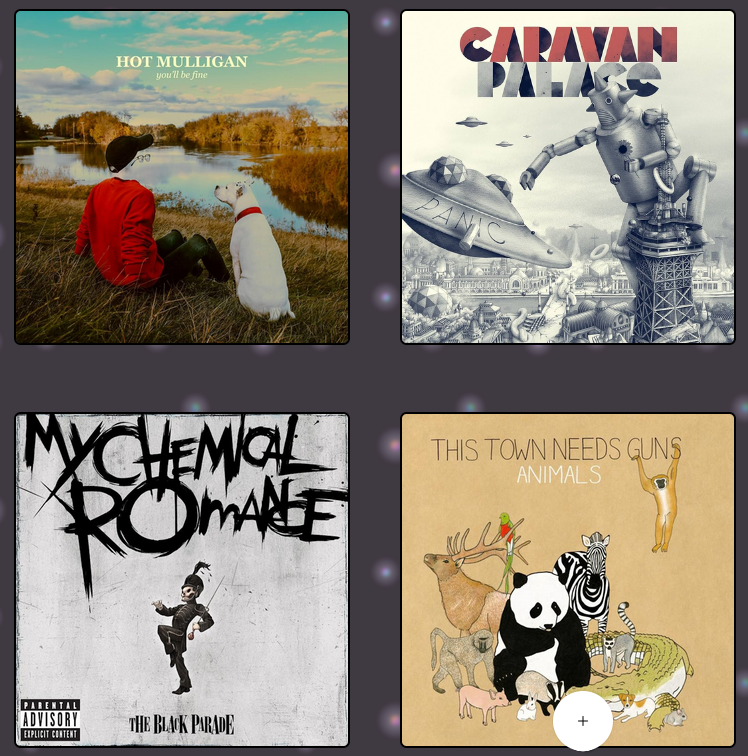 HOT MULLIGAN
you'll be fine
CARAVAN
PALACE
PANIC
MY CHEMICAL
ROMANCE
PARENTAL
ADVISORY
EXPLICIT CONTENT
THE BLACK PARADE
THIS TOWN NEEDS GUNS
ANIMALS
+